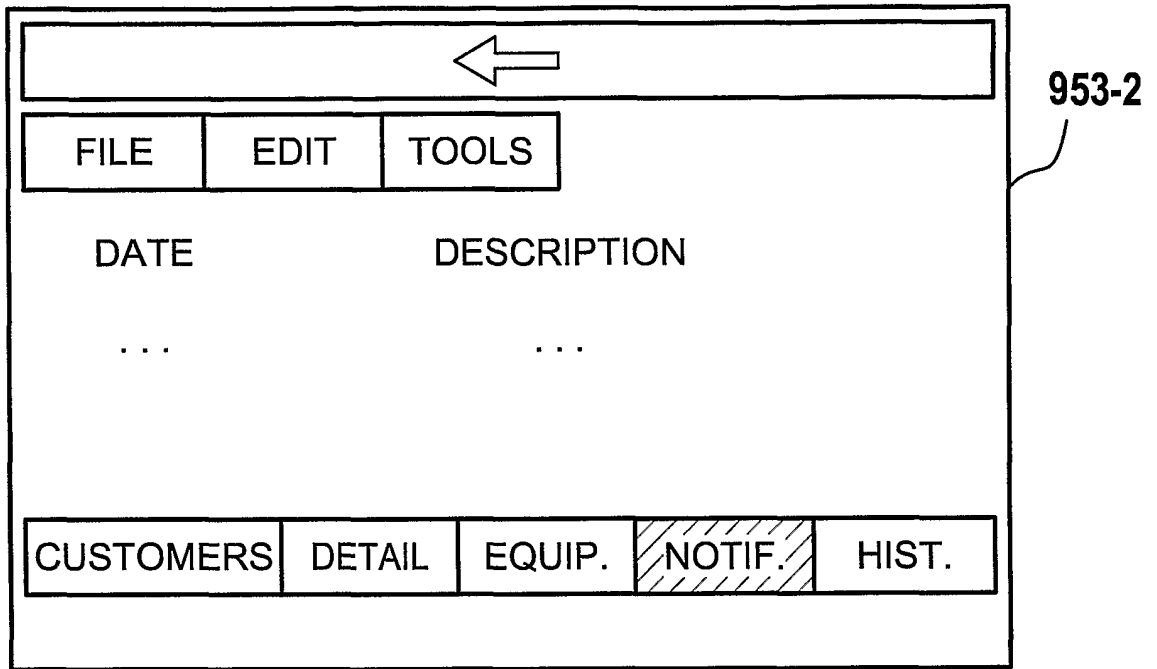 953-2
FILE EDIT TOOLS
DATE DESCRIPTION
... ...
CUSTOMERS DETAIL EQUIP. NOTIF. HIST.